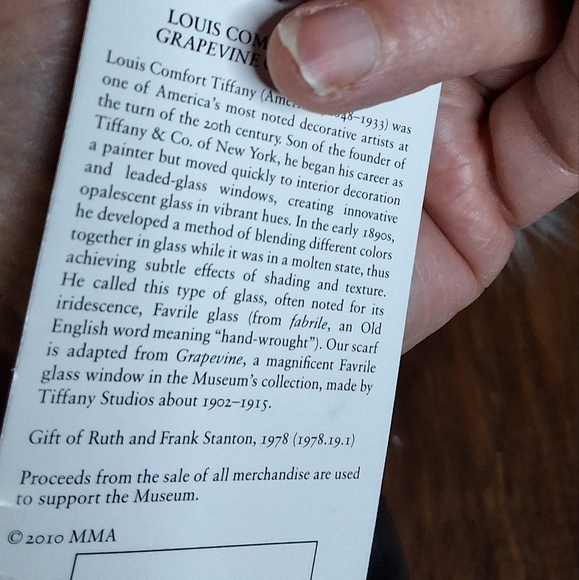 LOUIS COM
GRAPEVINE
Louis Comfort Tiffany (Ame 48–1933) was
one of America's most noted decorative artists at
the turn of the 20th century. Son of the founder of
Tiffany & Co. of New York, he began his career as
a painter but moved quickly to interior decoration
and leaded-glass windows, creating innovative
opalescent glass in vibrant hues. In the early 1890s,
he developed a method of blending different colors
together in glass while it was in a molten state, thus
achieving subtle effects of shading and texture.
He called this type of glass, often noted for its
iridescence, Favrile glass (from fabrile, an Old
English word meaning "hand-wrought"). Our scarf
is adapted from Grapevine, a magnificent Favrile
glass window in the Museum's collection, made by
Tiffany Studios about 1902–1915.
Gift of Ruth and Frank Stanton, 1978 (1978.19.1)
Proceeds from the sale of all merchandise are used
to support the Museum.
© 2010 MMA